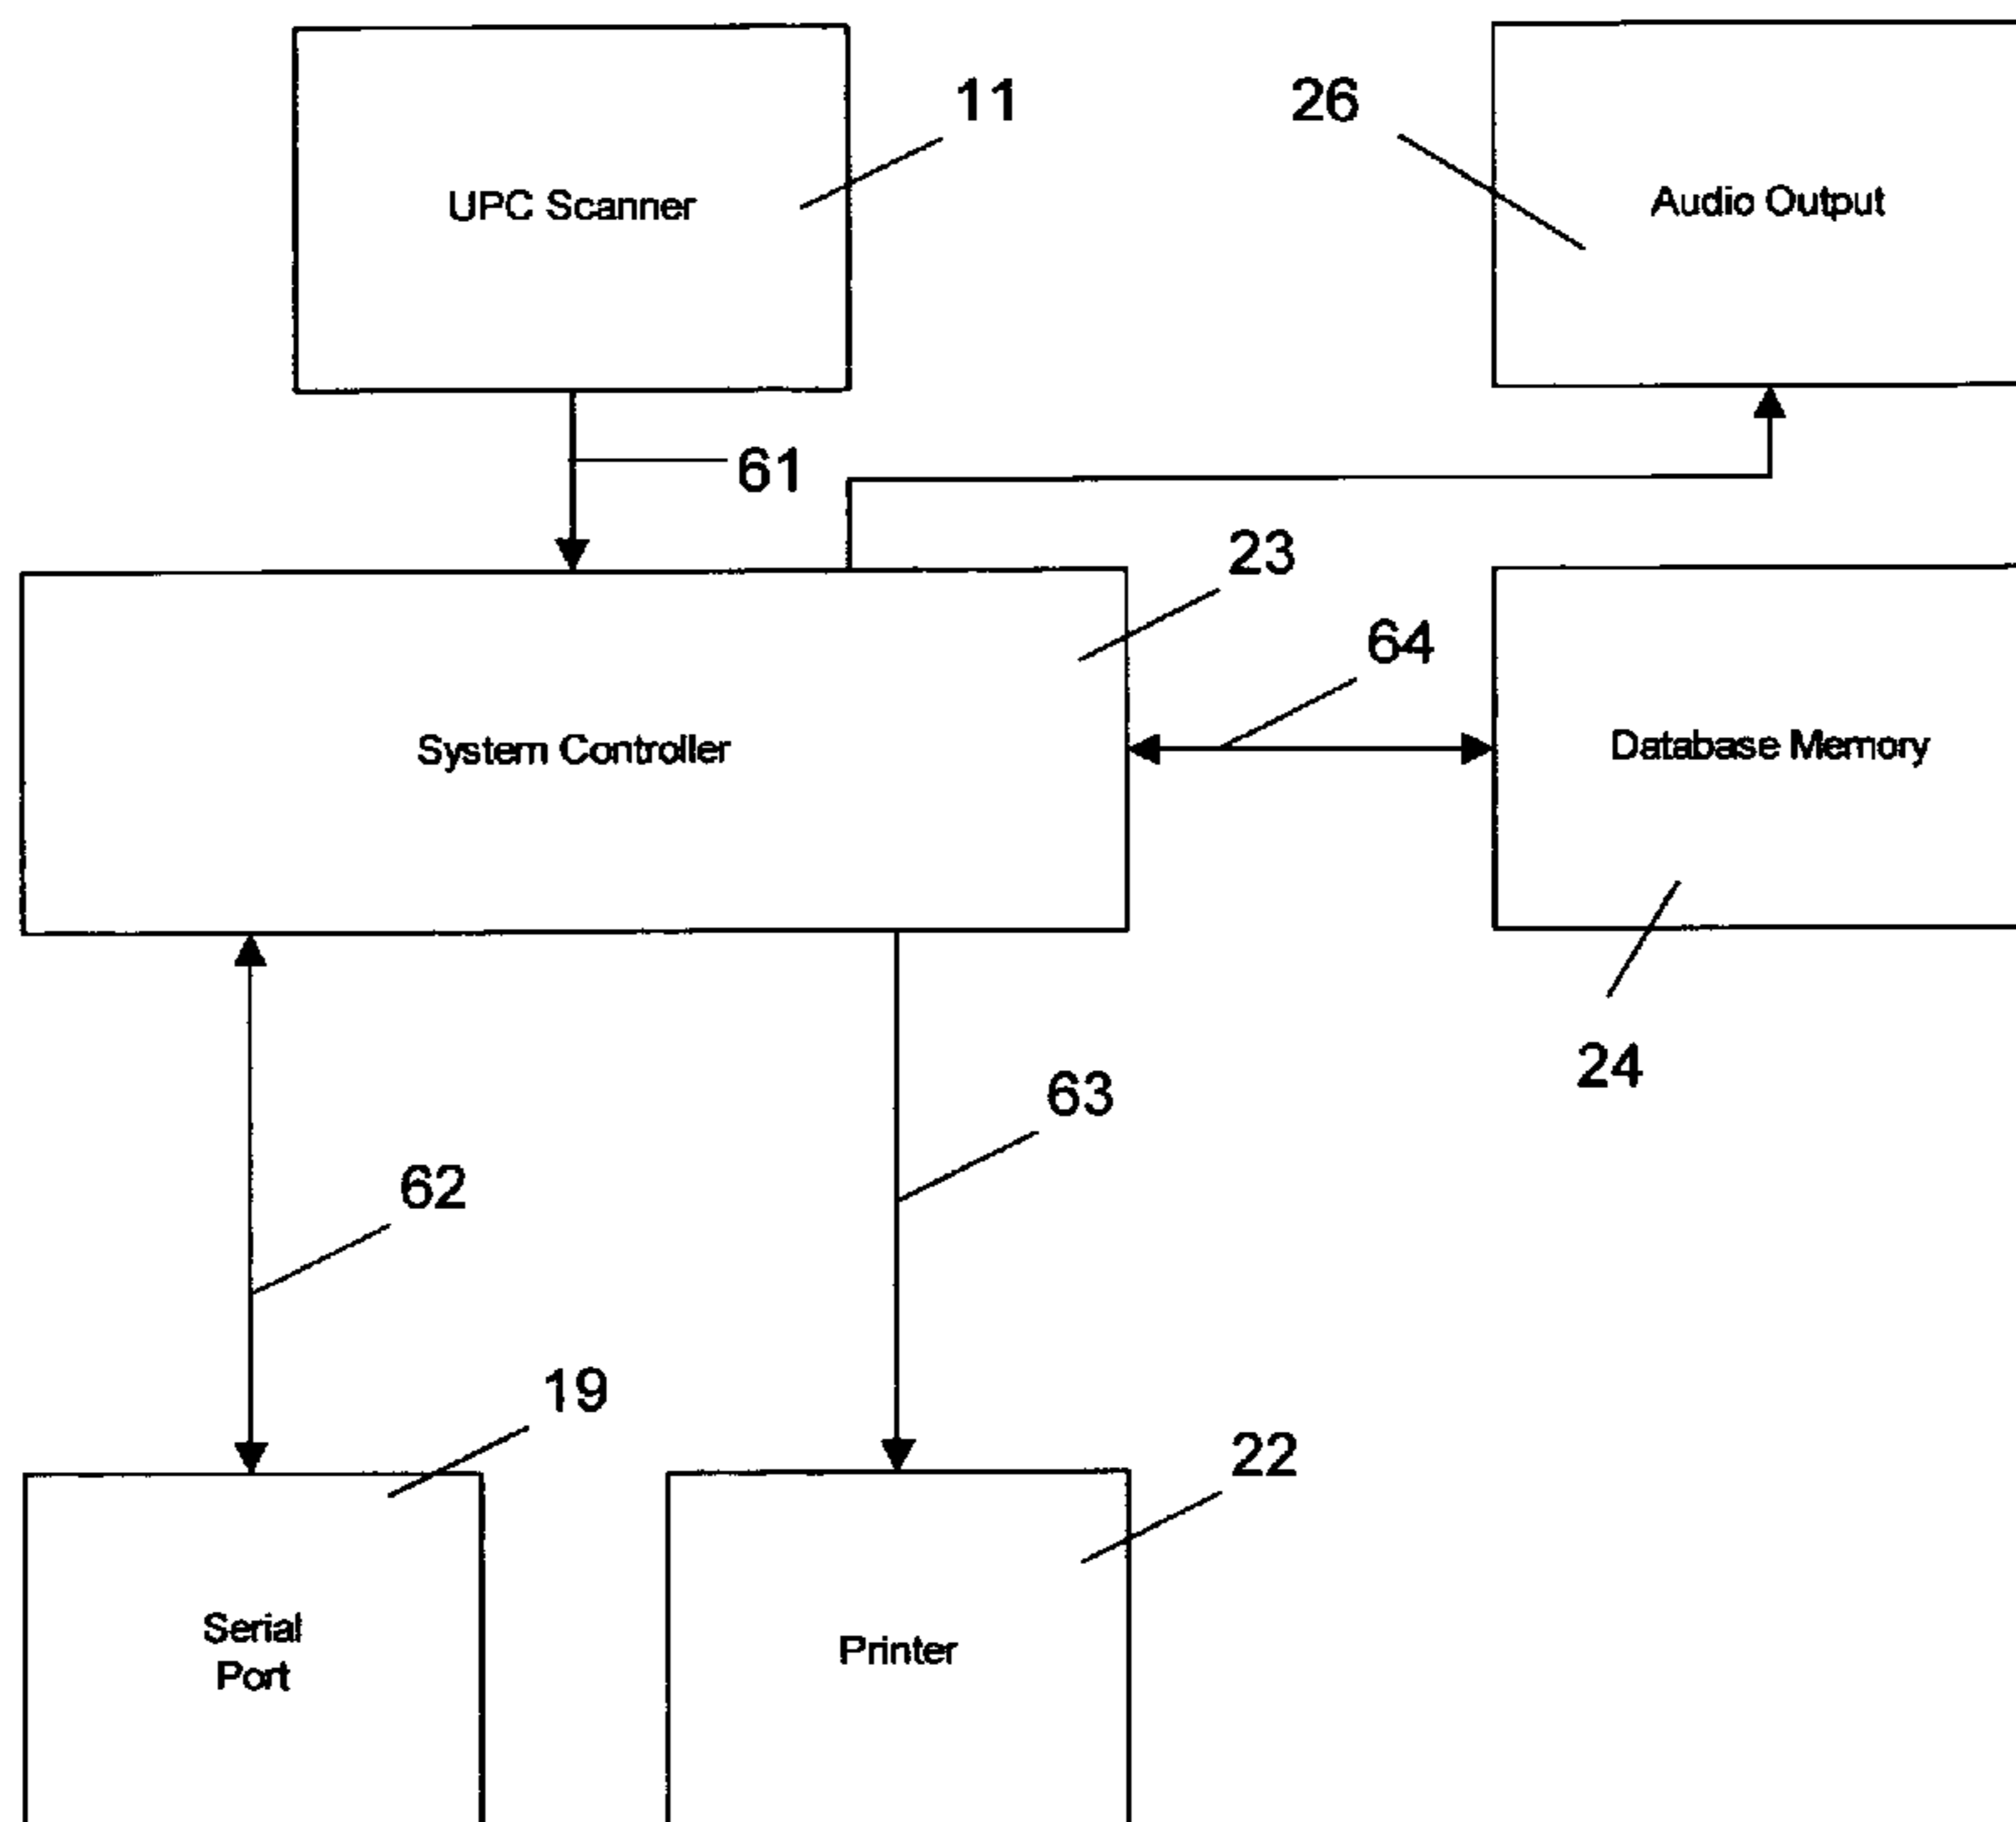 11
26
UPC Scanner
Audio Output
61
23
64
System Controller
Database Memory
24
63
62
19
22
Serial
Port
Printer